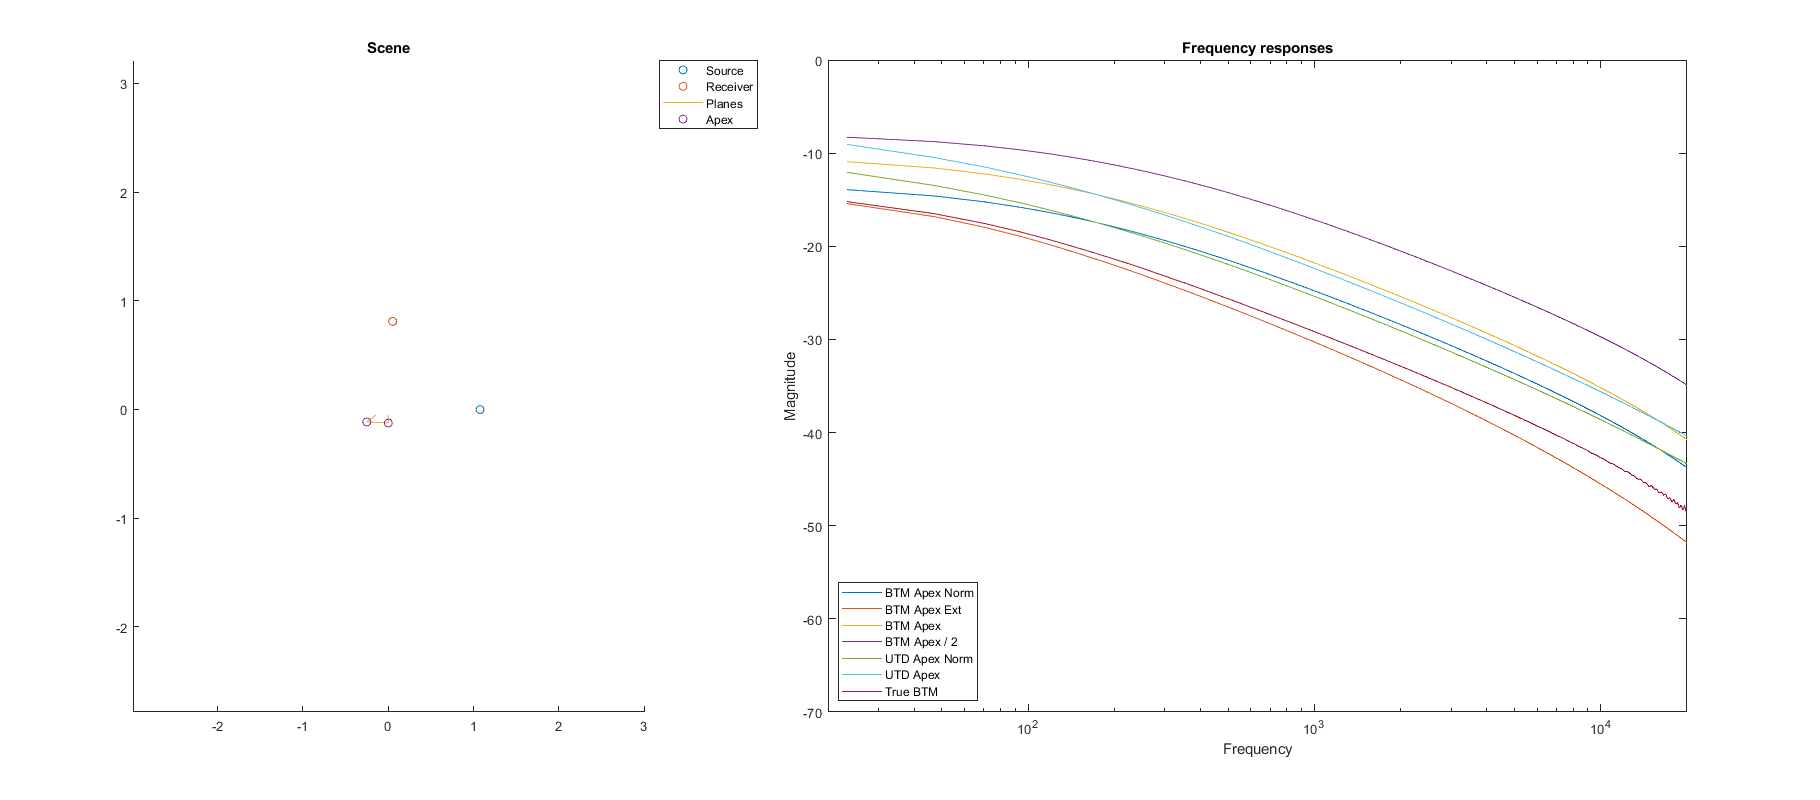 Scene
Source
Receiver
Planes
Apex
3
2
1
0
-1
-2
-2
-1
0
1
2
3
Frequency responses
Magnitude
0
-10
-20
-30
-40
-50
-60
-70
BTM Apex Norm
BTM Apex Ext
BTM Apex
BTM Apex / 2
UTD Apex Norm
UTD Apex
True BTM
10^2
10^3
10^4
Frequency